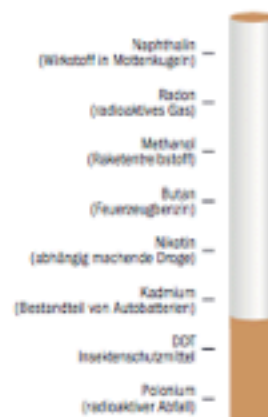 Naphthalin
(Wirkstoff in Mottenkugeln)
Radon
(radioaktives Gas)
Methanol
(Raketentreibstoff)
Butan
(Feuerzeugbenzin)
Nikotin
(abhängig machende Droge)
Kadmium
(Bestandteil von Autobatterien)
DDT
Insektenschutzmittel
Polonium
(radioaktiver Abfall)